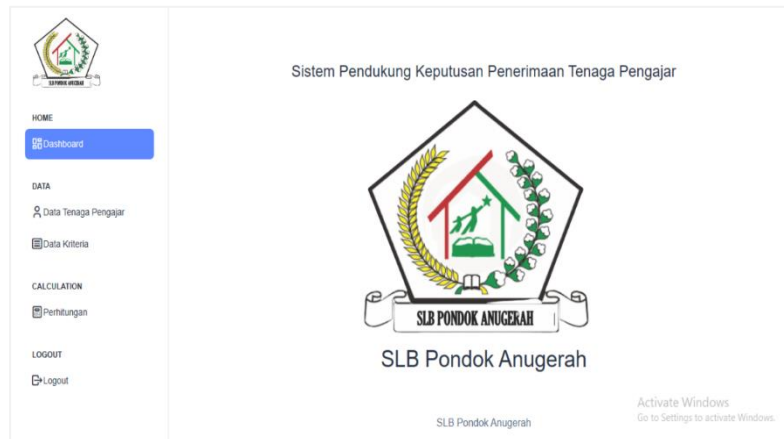 SLB PONDOK ANUGERAH
HOME
Dashboard
DATA
Data Tenaga Pengajar
Data Kriteria
CALCULATION
Perhitungan
LOGOUT
Logout
Sistem Pendukung Keputusan Penerimaan Tenaga Pengajar
SLB PONDOK ANUGERAH
SLB Pondok Anugerah
SLB Pondok Anugerah
Activate Windows
Go to Settings to activate Windows.